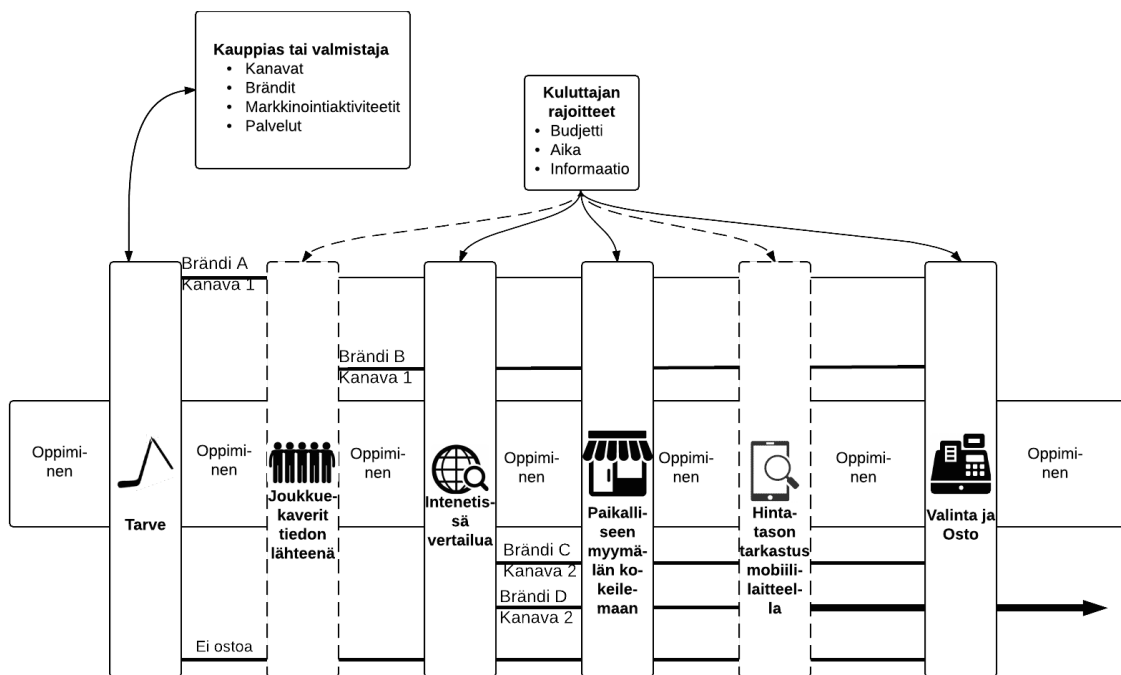 Kauppias tai valmistaja
• Kanavat
• Brändit
• Markkinointiaktiviteetit
• Palvelut
Kuluttajan
rajoitteet
• Budjetti
• Aika
• Informaatio
Brändi A
Kanava 1
Brändi B
Kanava 1
Oppimi-
nen
Tarve
Oppimi-
nen
Joukkue-
kaverit
tiedon
lähteenä
Oppimi-
nen
Intenetis-
sä
vertailua
Oppimi-
nen
Paikalli-
seen
myymä-
län ko-
keile-
maan
Oppimi-
nen
Hinta-
tason
tarkastus
mobiili-
laitteel-
la
Oppimi-
nen
Valinta ja
Osto
Oppimi-
nen
Brändi C
Kanava 2
Brändi D
Kanava 2
Ei ostoa